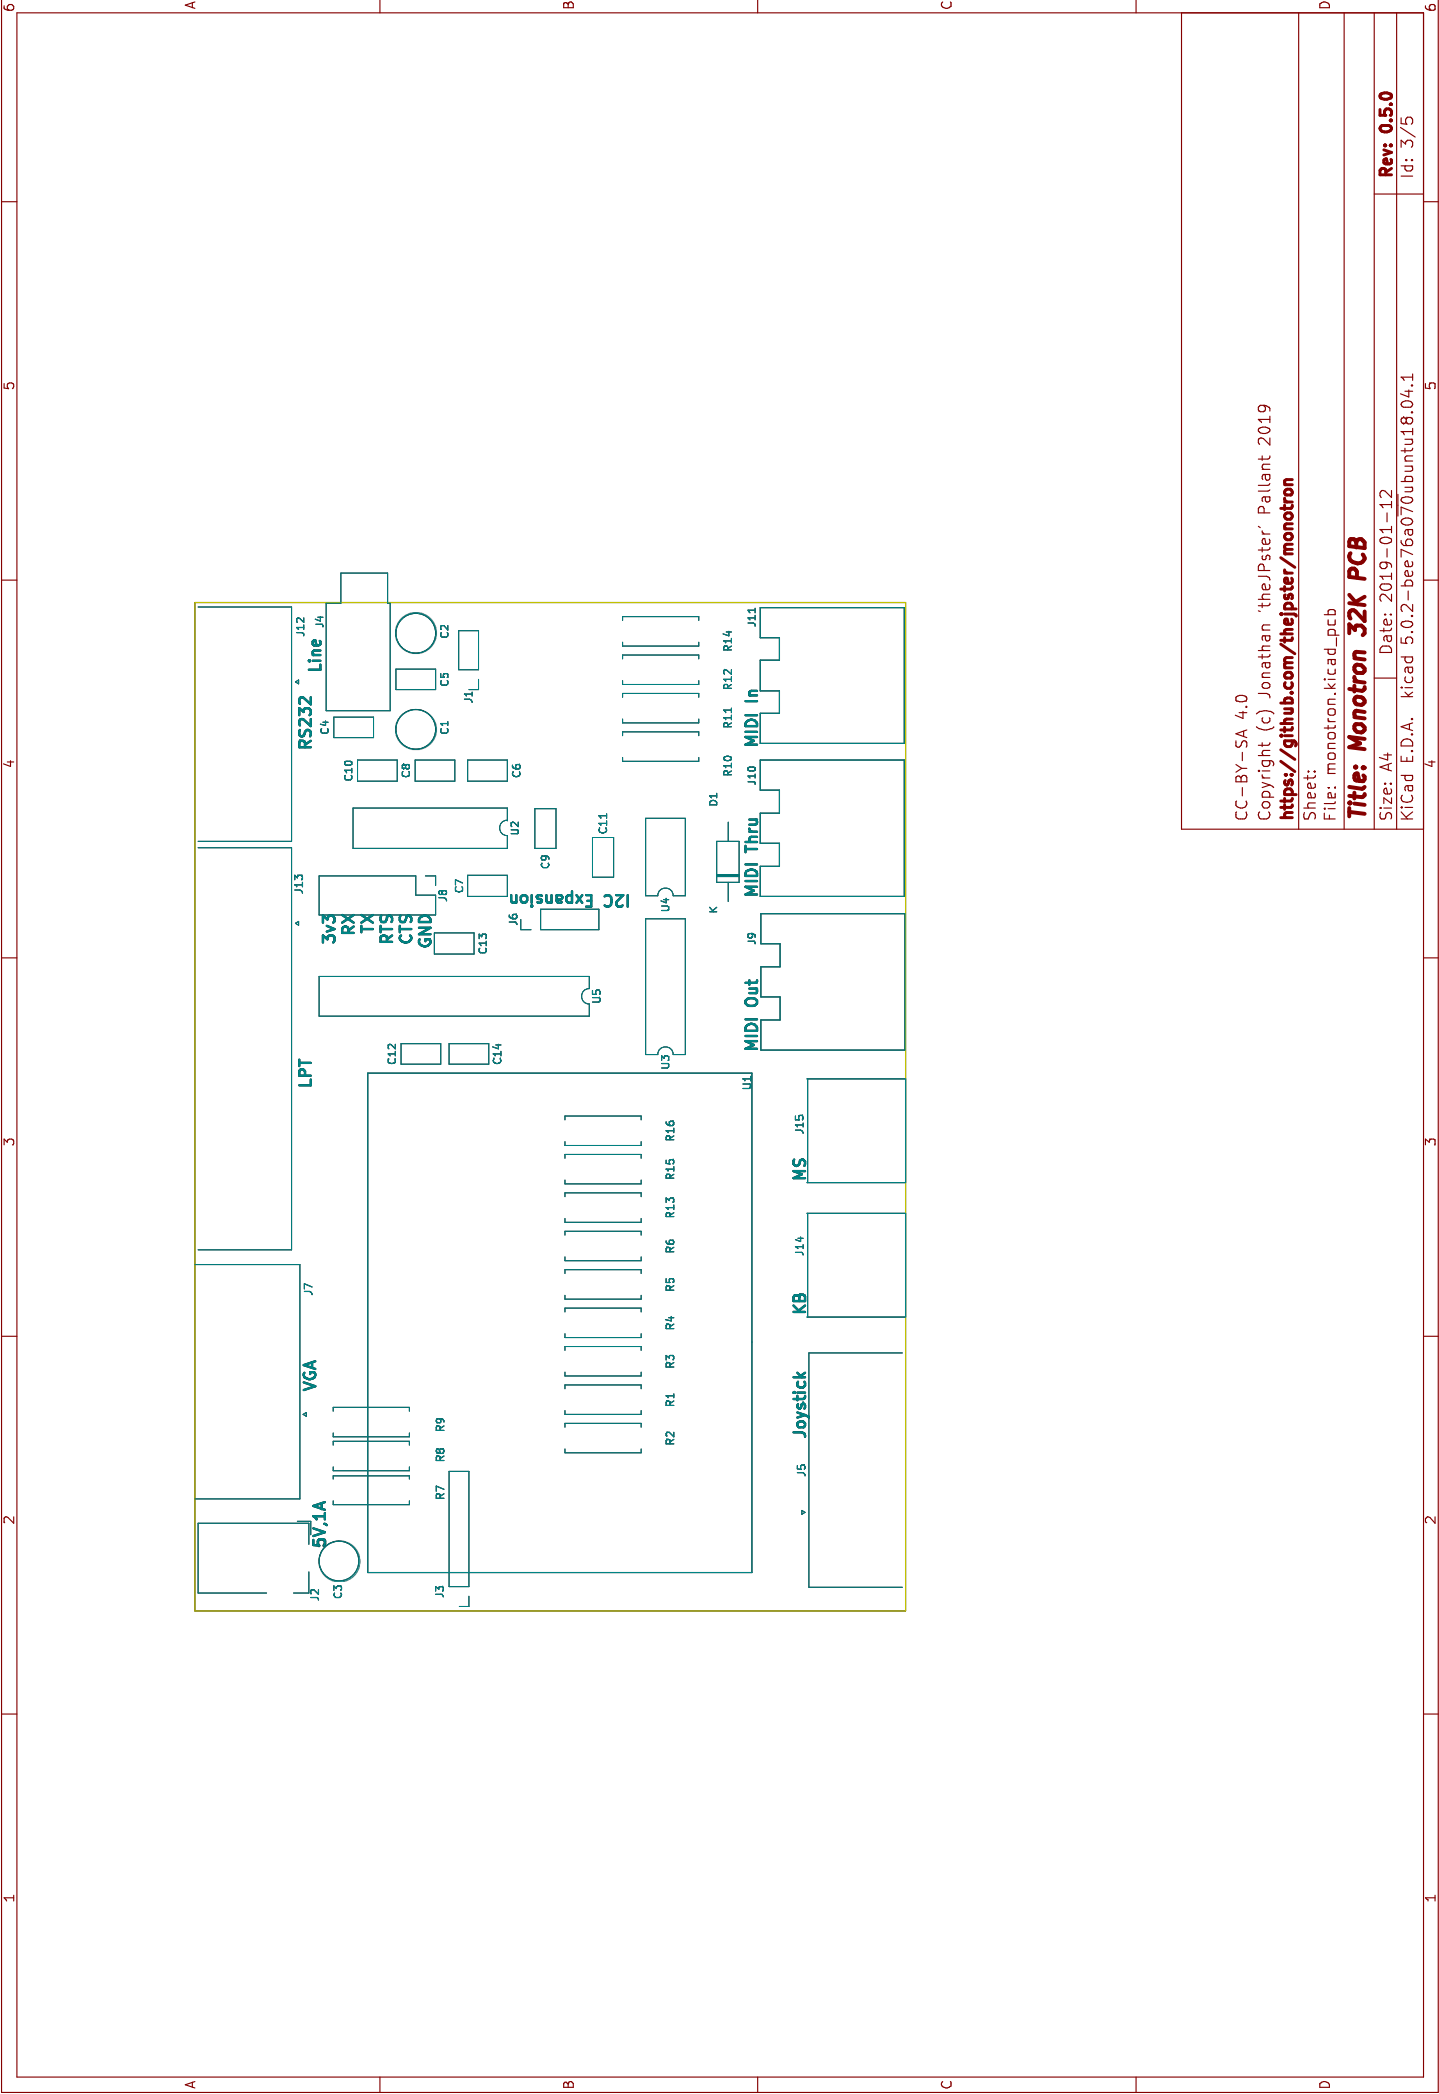 6
5
4
3
2
1
A
B
C
D
RS232
J12
J4
Line
C2
C5
C1
J1
C4
C10
C8
C6
U2
C9
C11
J13
J8
C7
3v3
RX
TX
RTS
CTS
GND
C13
J6
I2C Expansion
U5
C12
C14
LPT
U4
U3
U1
R14
R12
R11
R10
D1
K
J11
MIDI In
J10
MIDI Thru
J9
MIDI Out
J15
MS
J14
KB
Joystick
J5
R16
R15
R13
R6
R5
R4
R3
R1
R2
J7
VGA
R9
R8
R7
J3
5V,1A
J2
C3
CC-BY-SA 4.0
Copyright (c) Jonathan 'theJPster' Pallant 2019
https://github.com/thejpster/monotron
Sheet:
File: monotron.kicad_pcb
Title: Monotron 32K PCB
Size: A4
Date: 2019-01-12
Rev: 0.5.0
KiCad E.D.A.  kicad 5.0.2-bee76a070ubuntu18.04.1
Id: 3/5
6
5
4
3
2
1
A
B
C
D